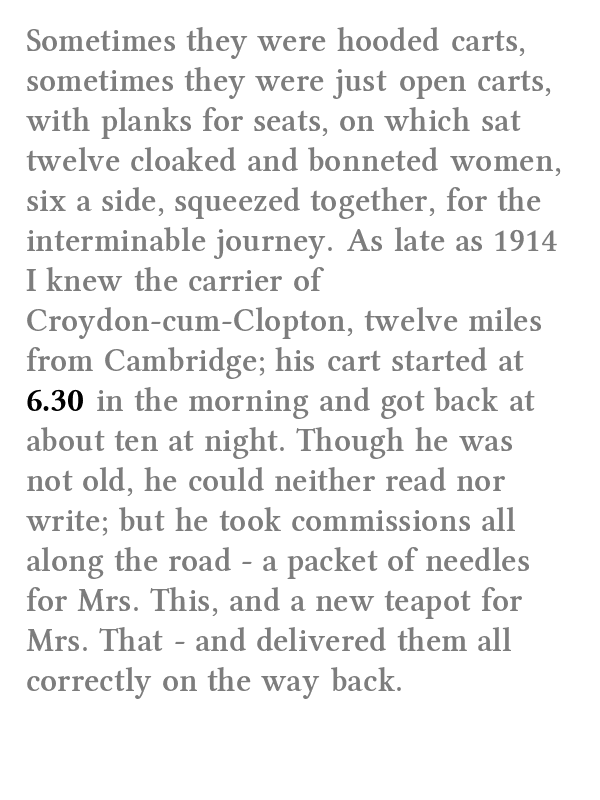 Sometimes they were hooded carts,
sometimes they were just open carts,
with planks for seats, on which sat
twelve cloaked and bonneted women,
six a side, squeezed together, for the
interminable journey. As late as 1914
I knew the carrier of
Croydon-cum-Clopton, twelve miles
from Cambridge; his cart started at
6.30 in the morning and got back at
about ten at night. Though he was
not old, he could neither read nor
write; but he took commissions all
along the road - a packet of needles
for Mrs. This, and a new teapot for
Mrs. That - and delivered them all
correctly on the way back.